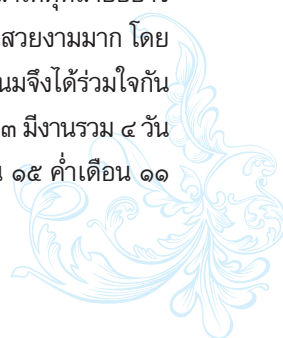 สวยงามมาก โดย
นมจึงได้ร่วมใจกัน
๓ มีงานรวม ๔ วัน
๑๕ ค่ำเดือน ๑๑